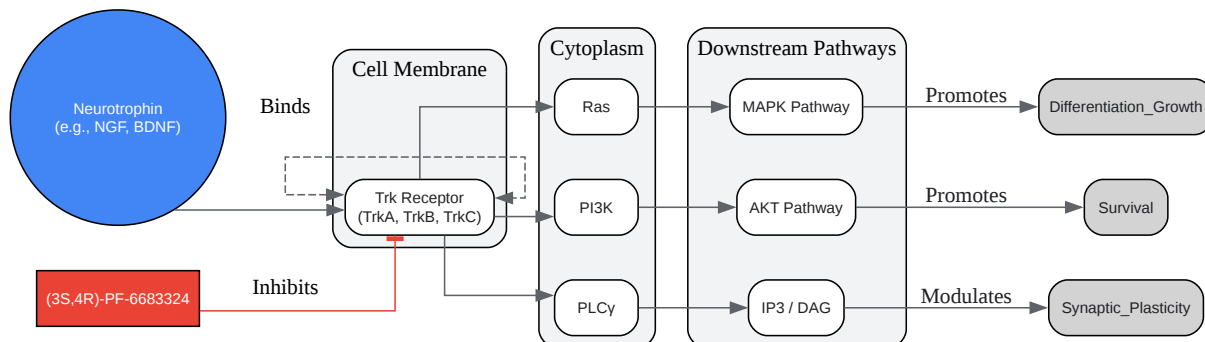 Cytoplasm
Downstream Pathways
Cell Membrane
Neurotrophin
(e.g., NGF, BDNF)
Binds
Ras
MAPK Pathway
Promotes
Differentiation_Growth
Trk Receptor
(TrkA, TrkB, TrkC)
PI3K
AKT Pathway
Promotes
Survival
(3S,4R)-PF-6683324
Inhibits
PLCγ
IP3 / DAG
Modulates
Synaptic_Plasticity